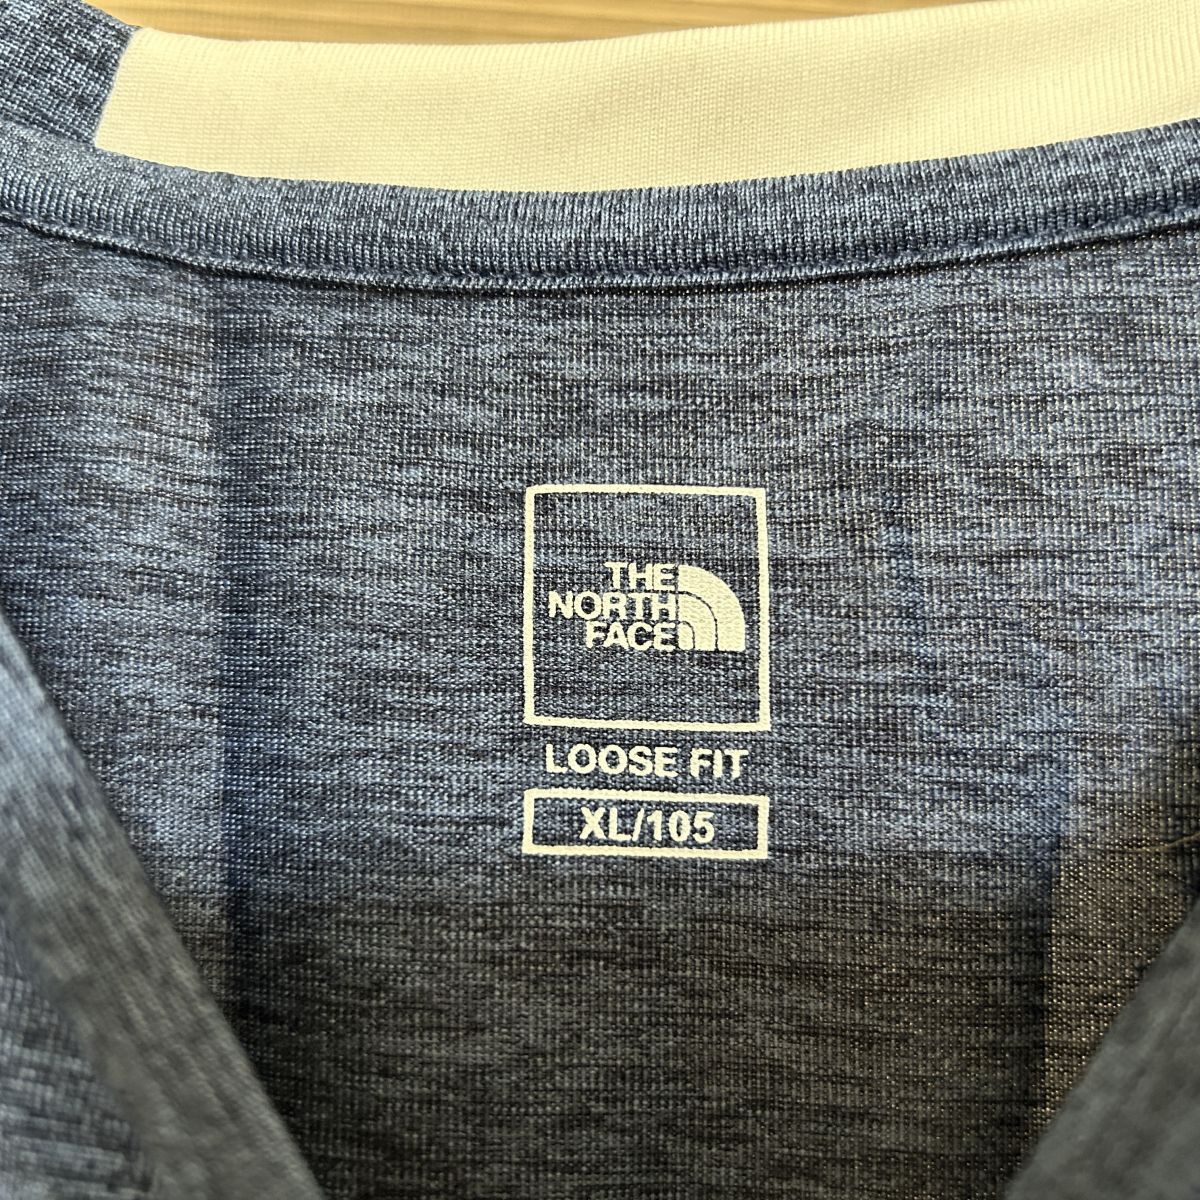 THE
NORTH
FACE
LOOSE FIT
XL/105